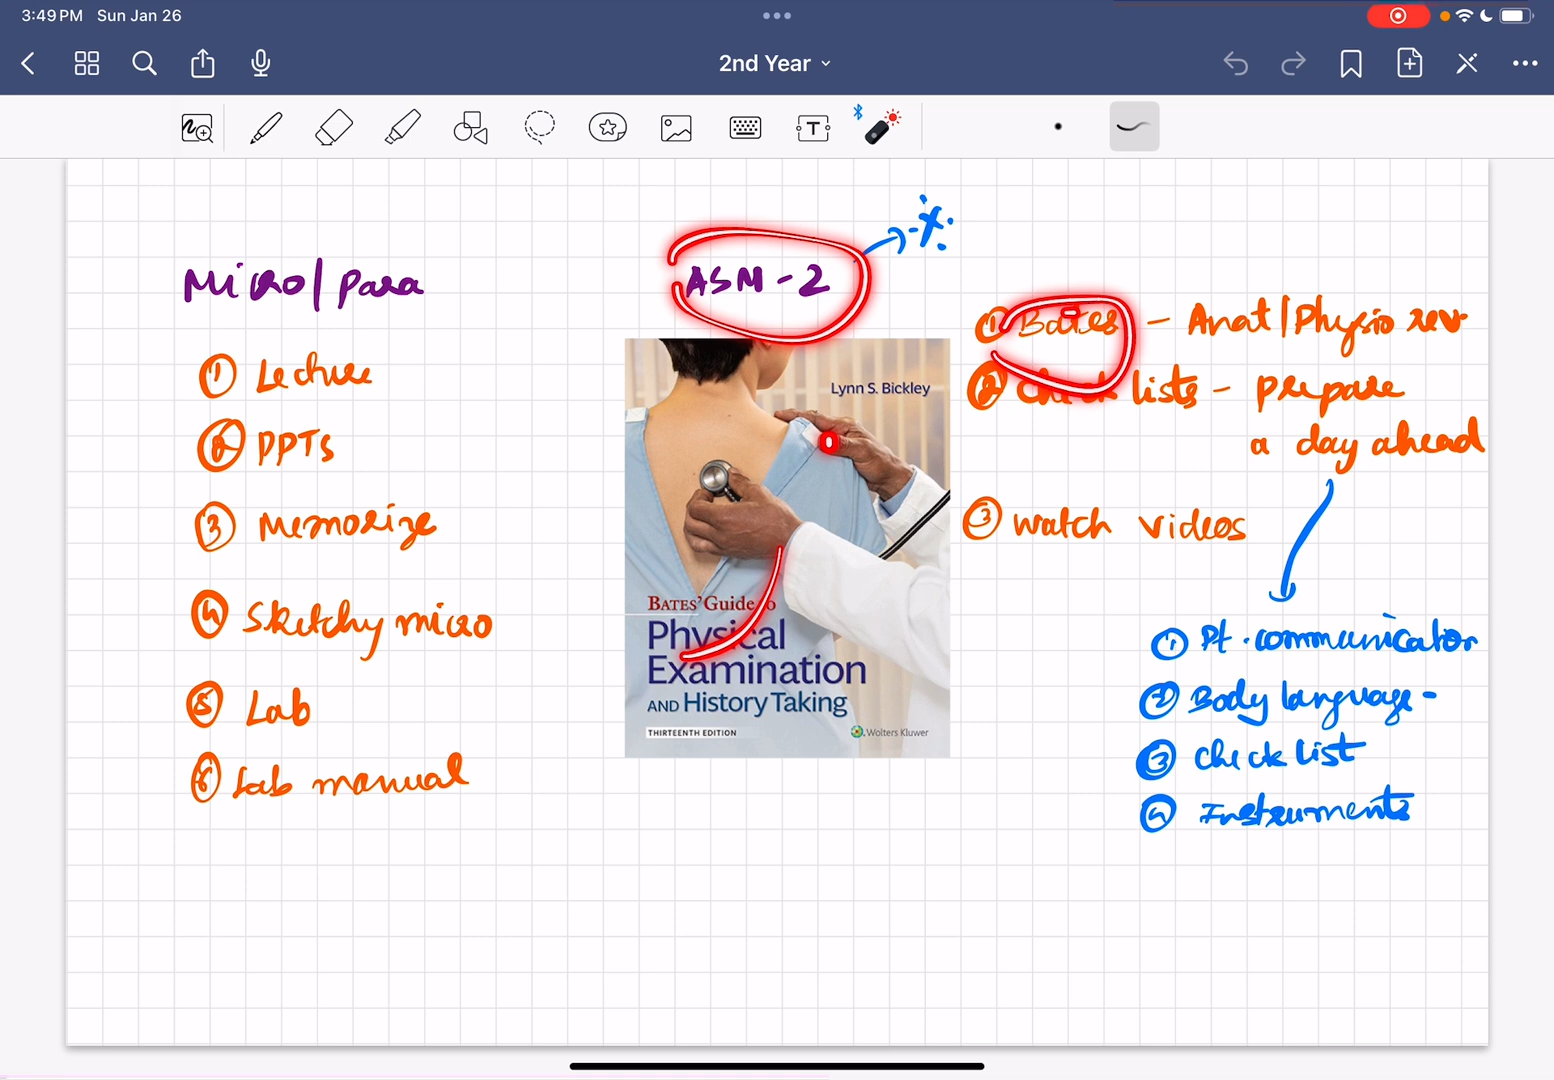 3:49 PM Sun Jan 26
2nd Year
Micro/Para
① Lecture
② PPTS
③ Memorize
④ Sketchy micro
⑤ Lab
⑥ Lab manual
ASM-2
Lynn S. Bickley
BATES' Guide to
Physical
Examination
AND History Taking
THIRTEENTH EDITION
Wolters Kluwer
① Bates - Anat/Physio rev
② Check lists - Prepare
a day ahead
③ Watch videos
① Pt. communication
② Body language -
③ Check list
④ Instruments